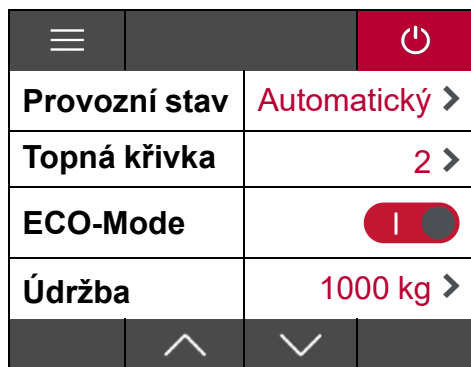 Provozní stav Automatický
Topná křivka 2
ECO-Mode
Údržba 1000 kg